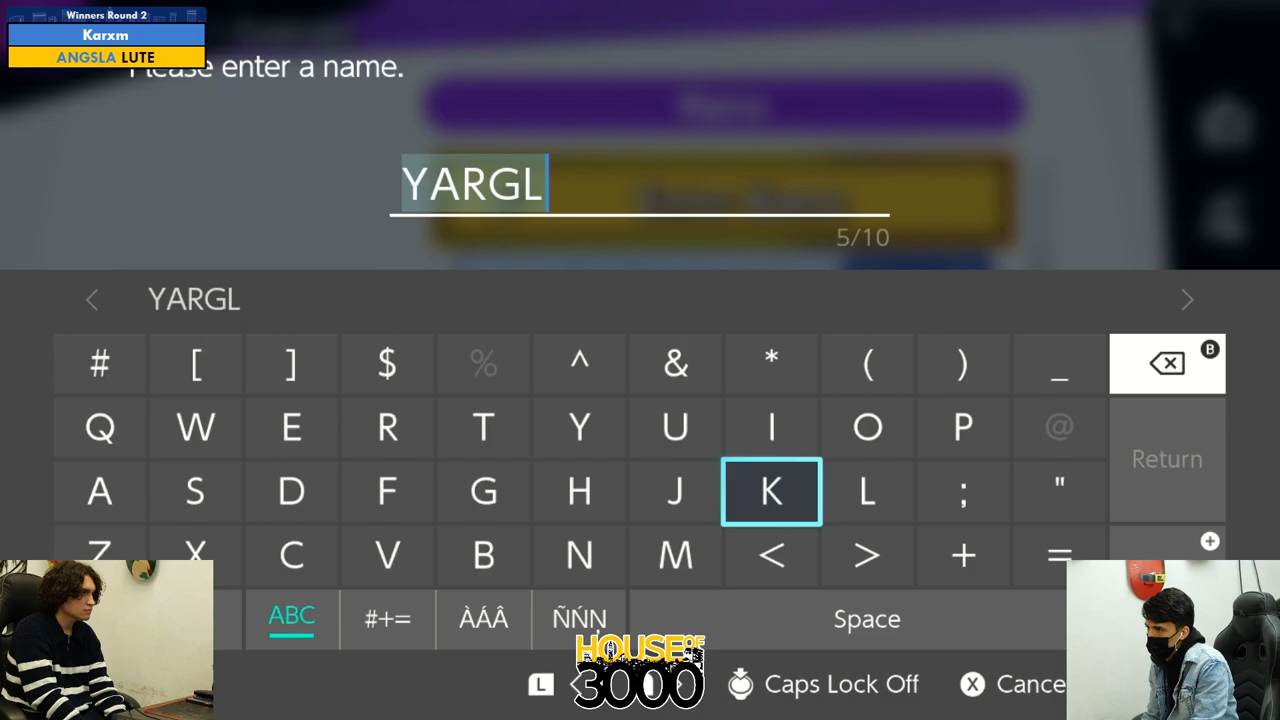 Winners Round 2
Karxm
ANGSLA LUTE
Please enter a name.
YARGL
5/10
YARGL
# [ ] $ % ^ & * ( ) _ B
Q W E R T Y U I O P @
Return
A S D F G H J K L ; "
Z X C V B N M < > + = +
ABC #+= ÀÁÂ ÑŃṆ Space
HOUSE OF
3000
L Caps Lock Off X Cance